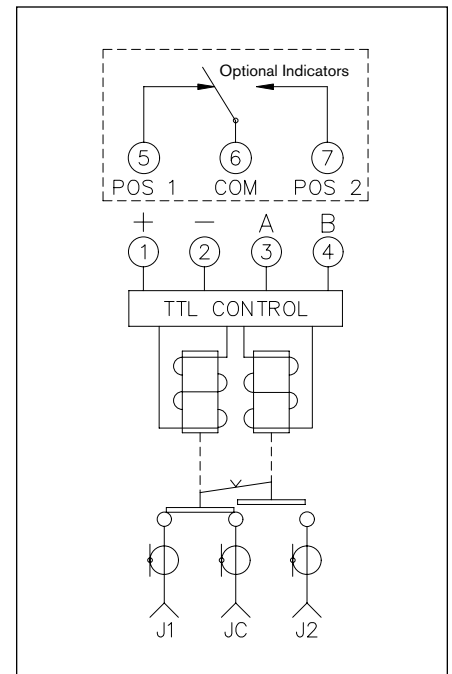 Optional Indicators
5 6 7
POS 1 COM POS 2
+ − A B
1 2 3 4
TTL CONTROL
J1 JC J2